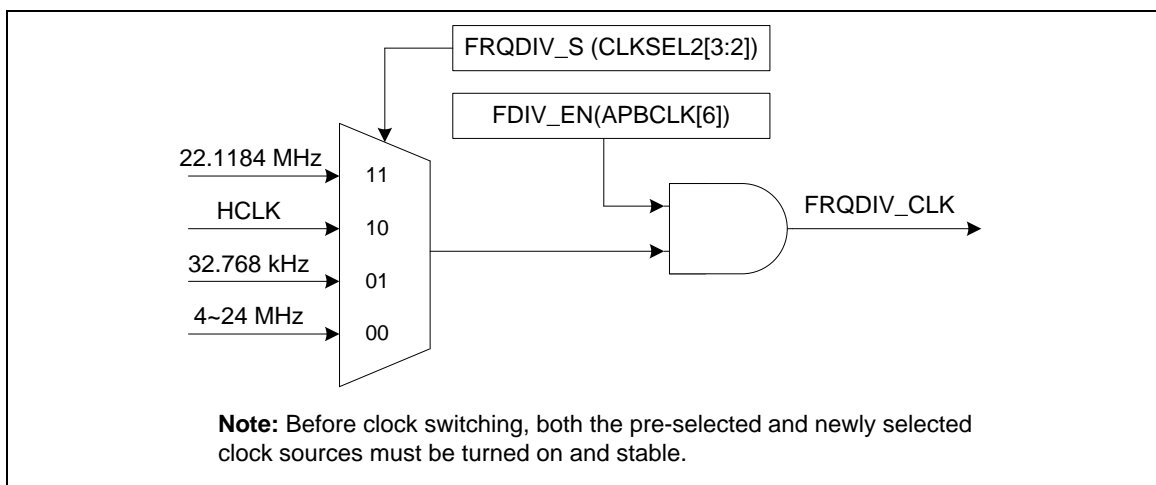 FRQDIV_S (CLKSEL2[3:2])
FDIV_EN(APBCLK[6])
22.1184 MHz
11
HCLK
10
32.768 kHz
01
4~24 MHz
00
FRQDIV_CLK
Note: Before clock switching, both the pre-selected and newly selected
clock sources must be turned on and stable.